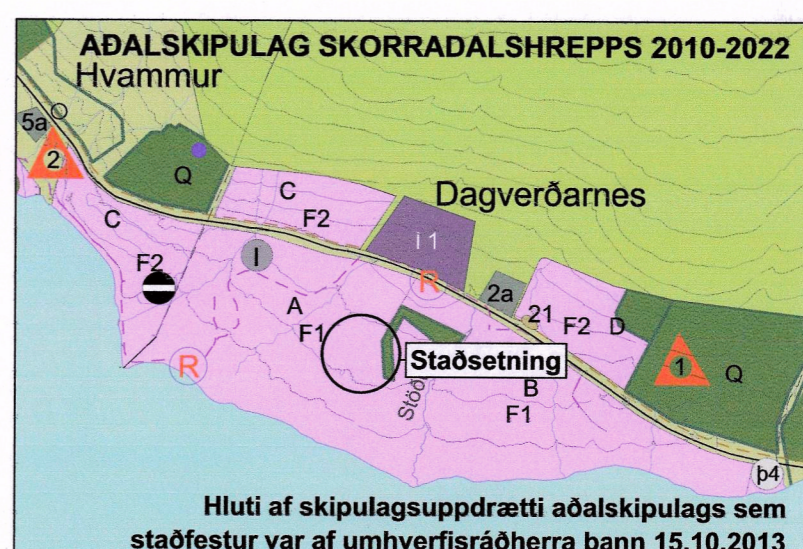 AÐALSKIPULAG SKORRADALSHREPPS 2010-2022
Hvammur
5a
2
Q
C
C
F2
Dagverðarnes
i 1
F2
I
R
2a
21
F2 D
A
F1
1
Q
Staðsetning
R
B
F1
þ4
Hluti af skipulagsuppdrætti aðalskipulags sem
staðfestur var af umhverfisráðherra þann 15.10.2013